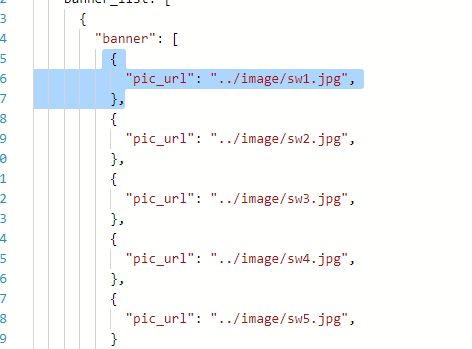 {
"banner": [
{
"pic_url": "../image/sw1.jpg",
},
{
"pic_url": "../image/sw2.jpg",
},
{
"pic_url": "../image/sw3.jpg",
},
{
"pic_url": "../image/sw4.jpg",
},
{
"pic_url": "../image/sw5.jpg",
}